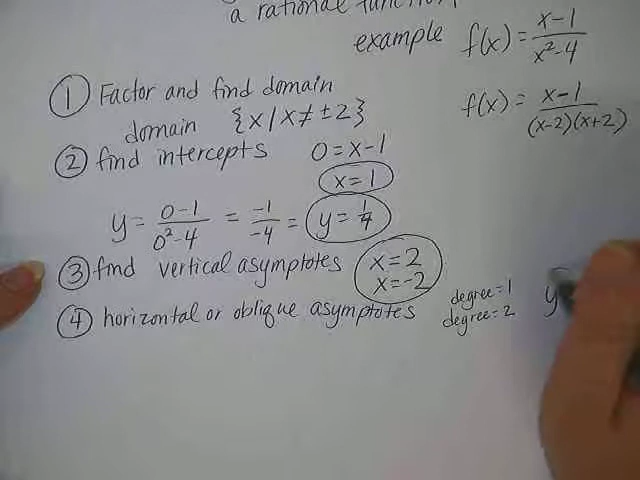 a rational function
example f(x) = x-1 / x²-4
① Factor and find domain
domain {x/x≠±2}
f(x) = x-1 / (x-2)(x+2)
② find intercepts 0=x-1
x=1
y = 0-1 / 0²-4 = -1 / -4 = y=1/4
③ find vertical asymptotes x=2
x=-2
④ horizontal or oblique asymptotes degree=1
degree=2
y